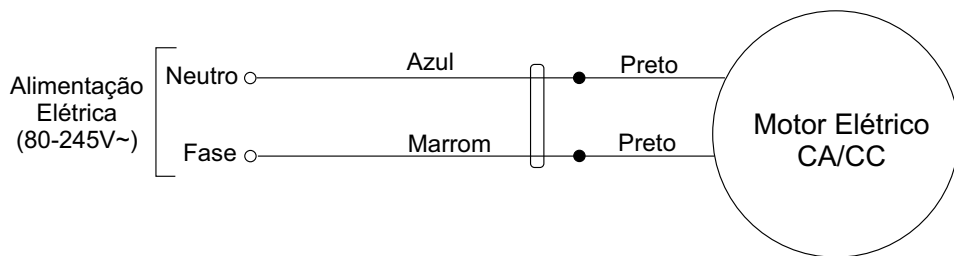 Alimentação
Elétrica
(80-245V~)
Neutro
Azul
Preto
Fase
Marrom
Preto
Motor Elétrico
CA/CC